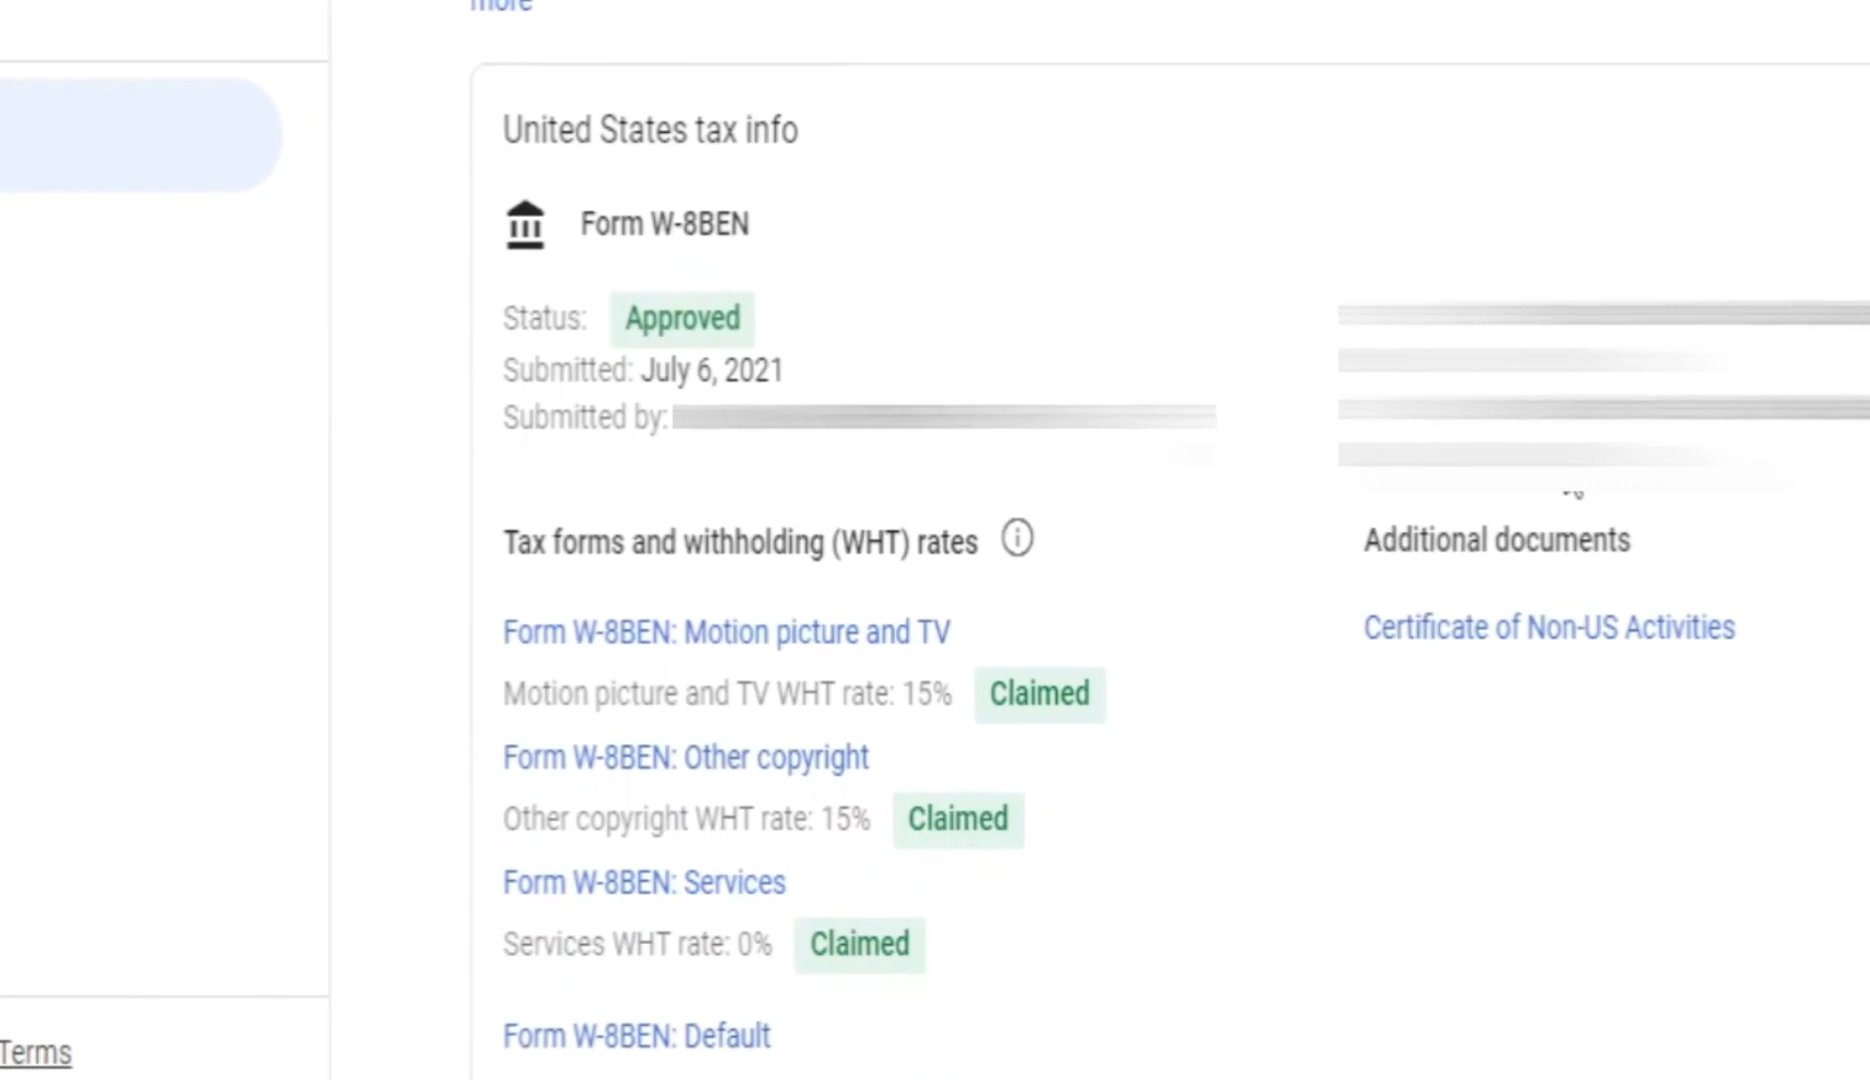 more
United States tax info
Form W-8BEN
Status: Approved
Submitted: July 6, 2021
Submitted by:
Tax forms and withholding (WHT) rates
Additional documents
Form W-8BEN: Motion picture and TV
Certificate of Non-US Activities
Motion picture and TV WHT rate: 15% Claimed
Form W-8BEN: Other copyright
Other copyright WHT rate: 15% Claimed
Form W-8BEN: Services
Services WHT rate: 0% Claimed
Form W-8BEN: Default
Terms